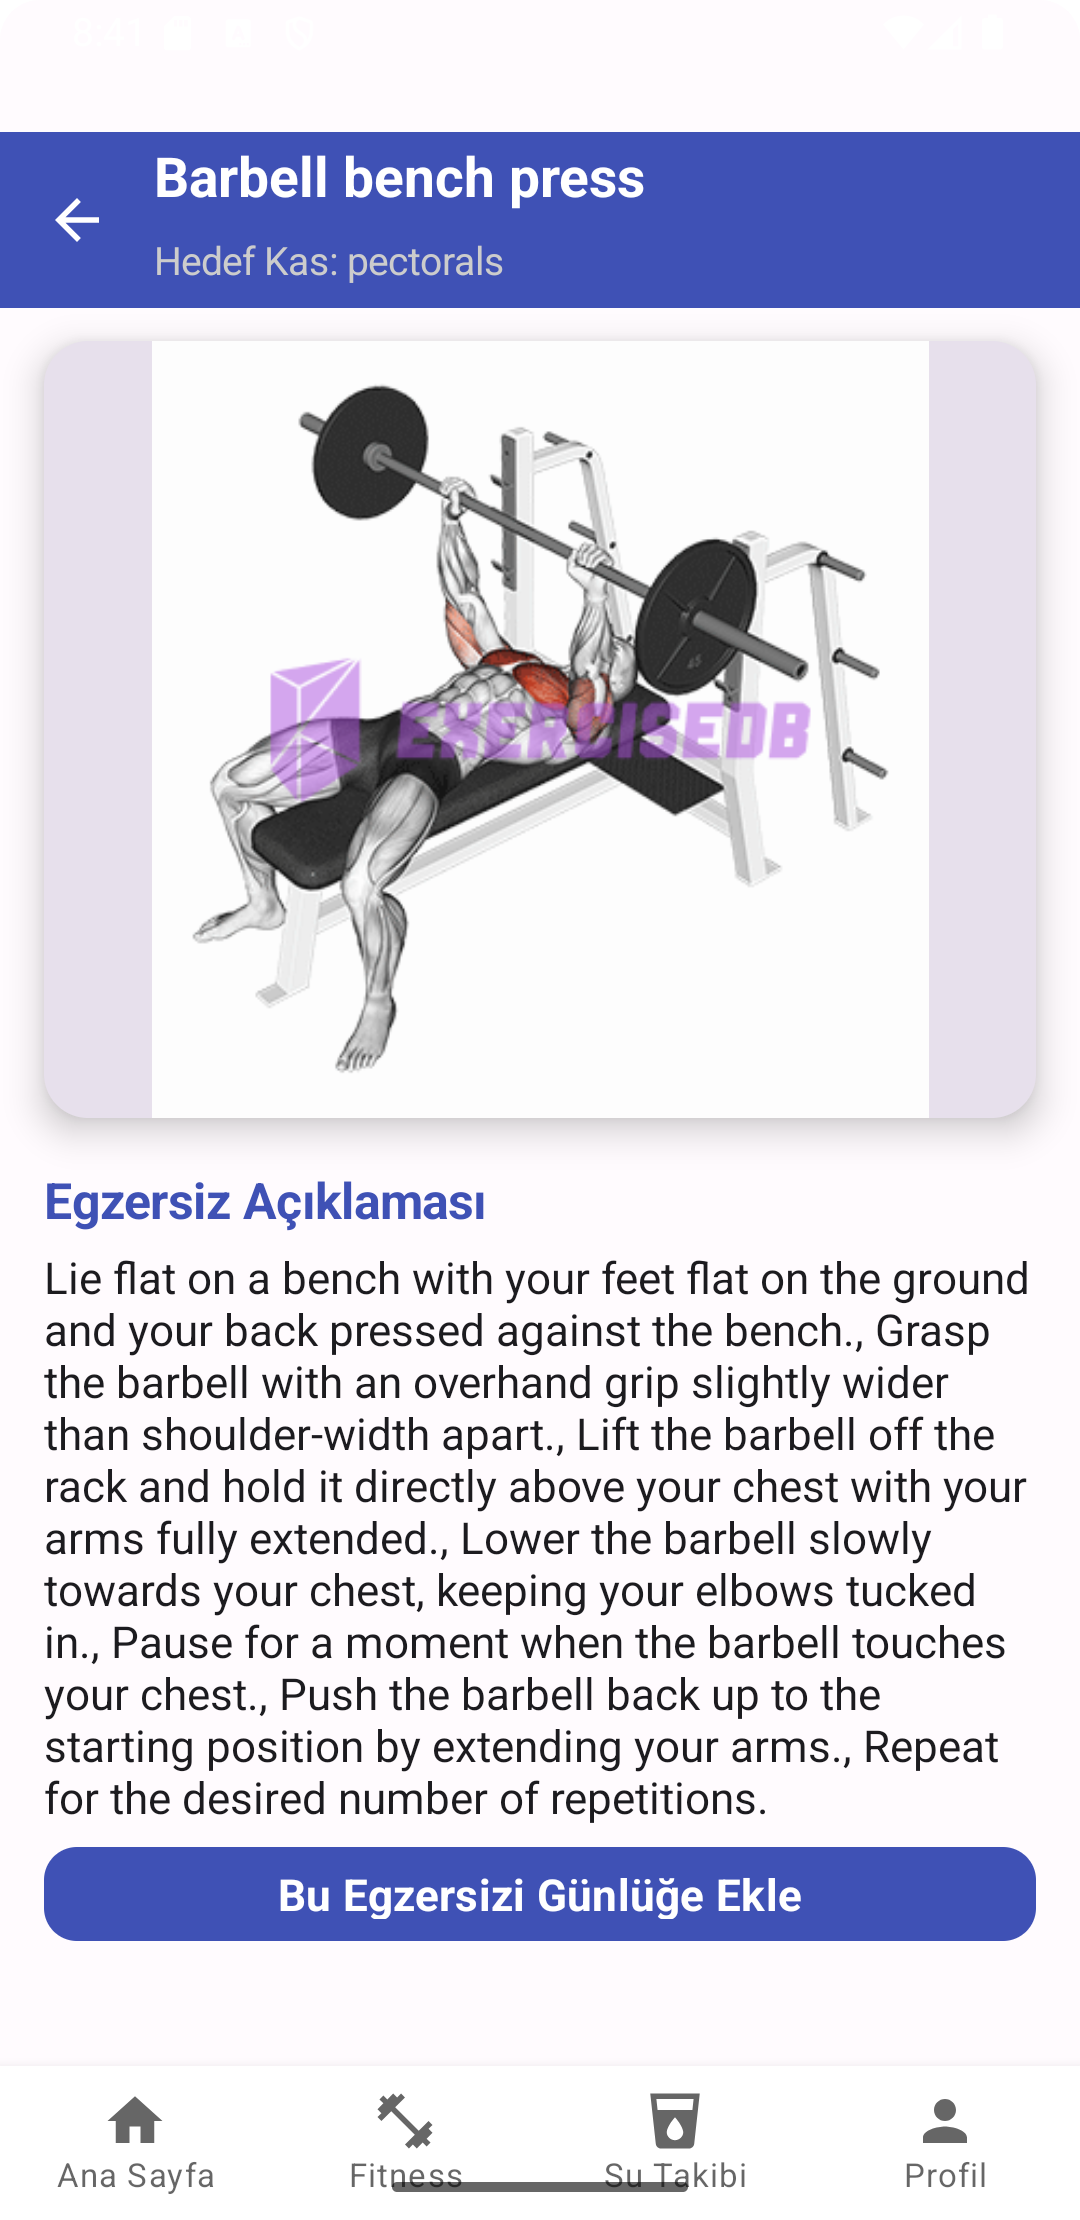 Barbell bench press
Hedef Kas: pectorals
45
EXERCISEDB
Egzersiz Açıklaması
Lie flat on a bench with your feet flat on the ground
and your back pressed against the bench., Grasp
the barbell with an overhand grip slightly wider
than shoulder-width apart., Lift the barbell off the
rack and hold it directly above your chest with your
arms fully extended., Lower the barbell slowly
towards your chest, keeping your elbows tucked
in., Pause for a moment when the barbell touches
your chest., Push the barbell back up to the
starting position by extending your arms., Repeat
for the desired number of repetitions.
Bu Egzersizi Günlüğe Ekle
Ana Sayfa
Fitness
Su Takibi
Profil